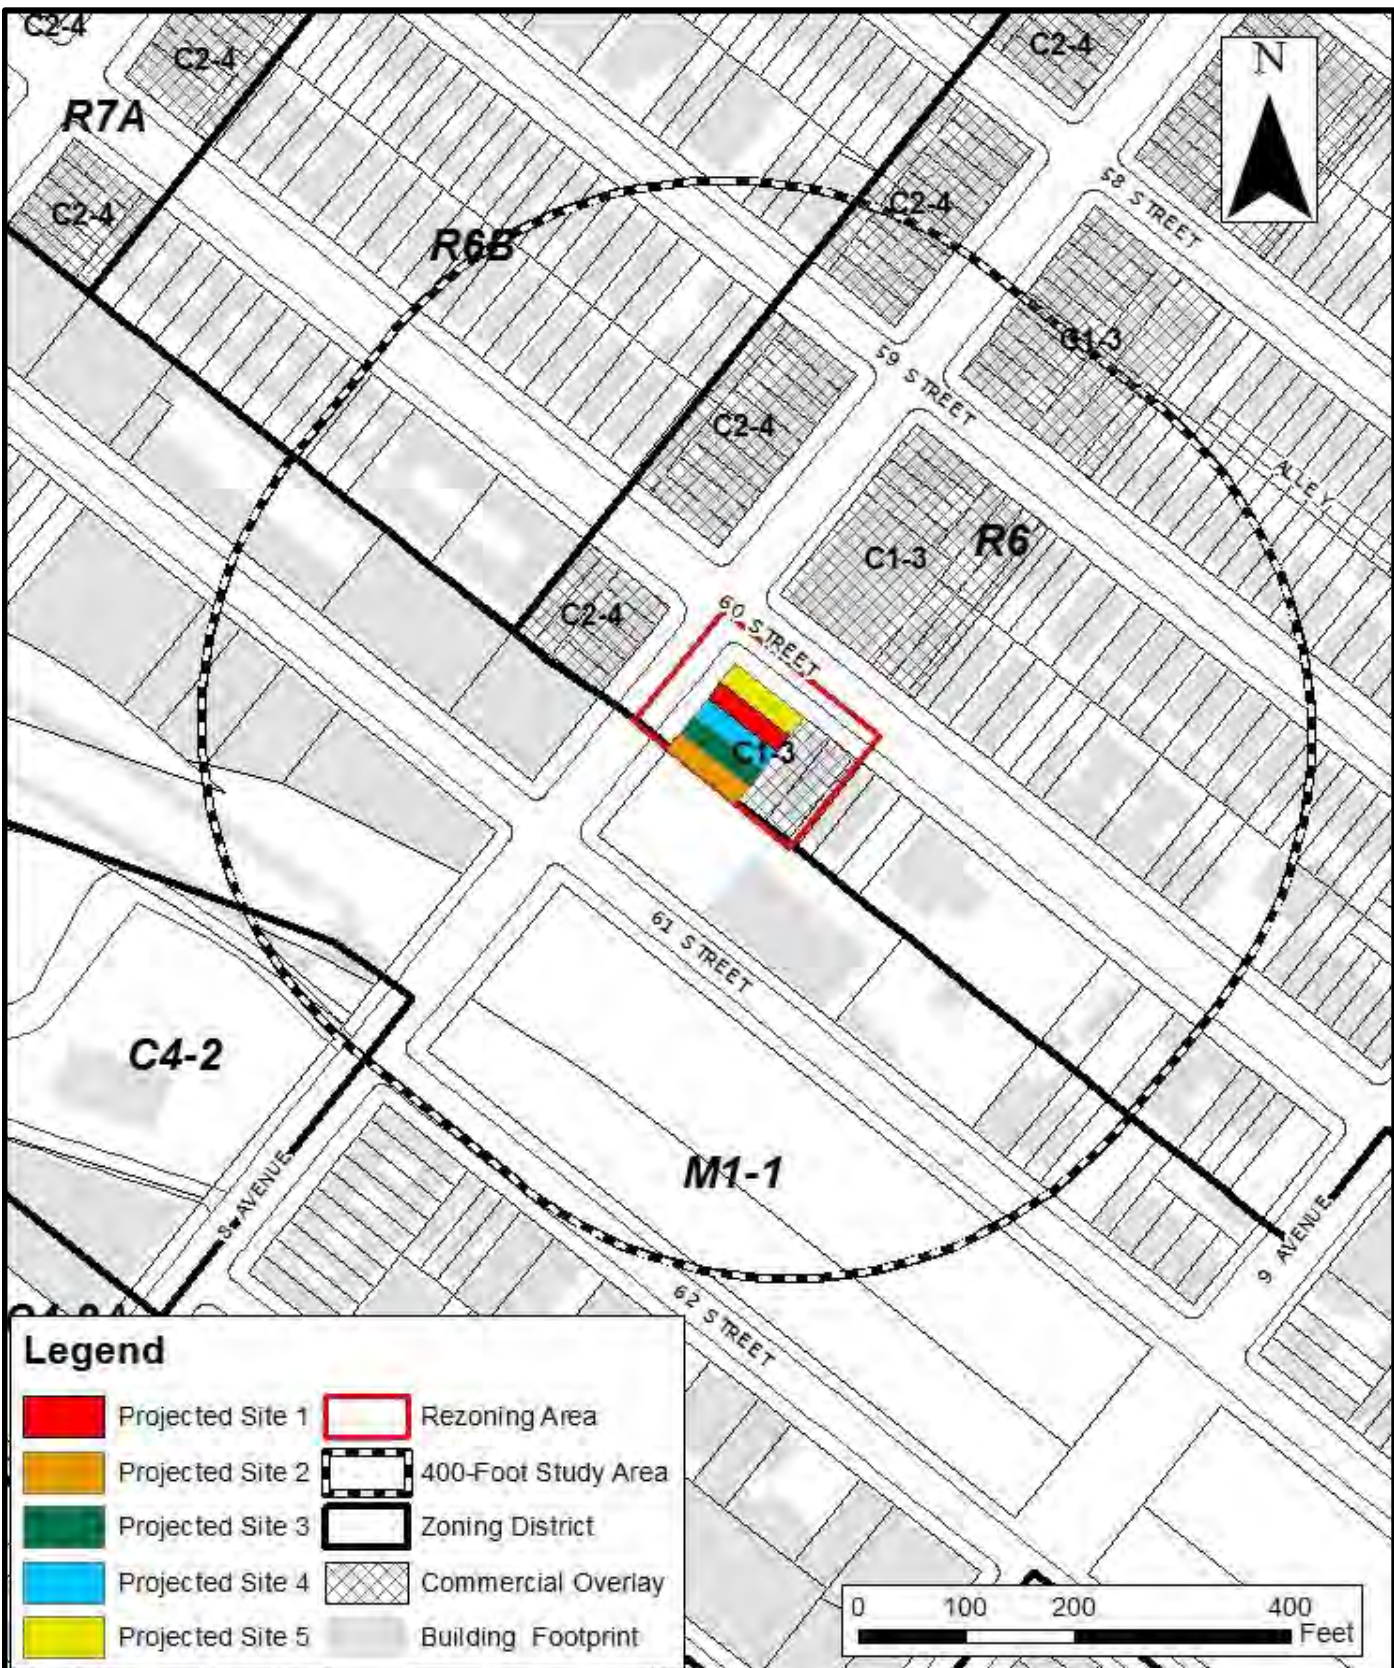 C2-4
C2-4
C2-4
N
R7A
58 STREET
C2-4
C2-4
R6B
C1-3
59 STREET
C2-4
ALLEY
R6
C1-3
C2-4
60 STREET
C1-3
61 STREET
C4-2
M1-1
8 AVENUE
9 AVENUE
62 STREET
Legend
Projected Site 1
Rezoning Area
Projected Site 2
400-Foot Study Area
Projected Site 3
Zoning District
Projected Site 4
Commercial Overlay
Projected Site 5
Building Footprint
0 100 200 400
Feet